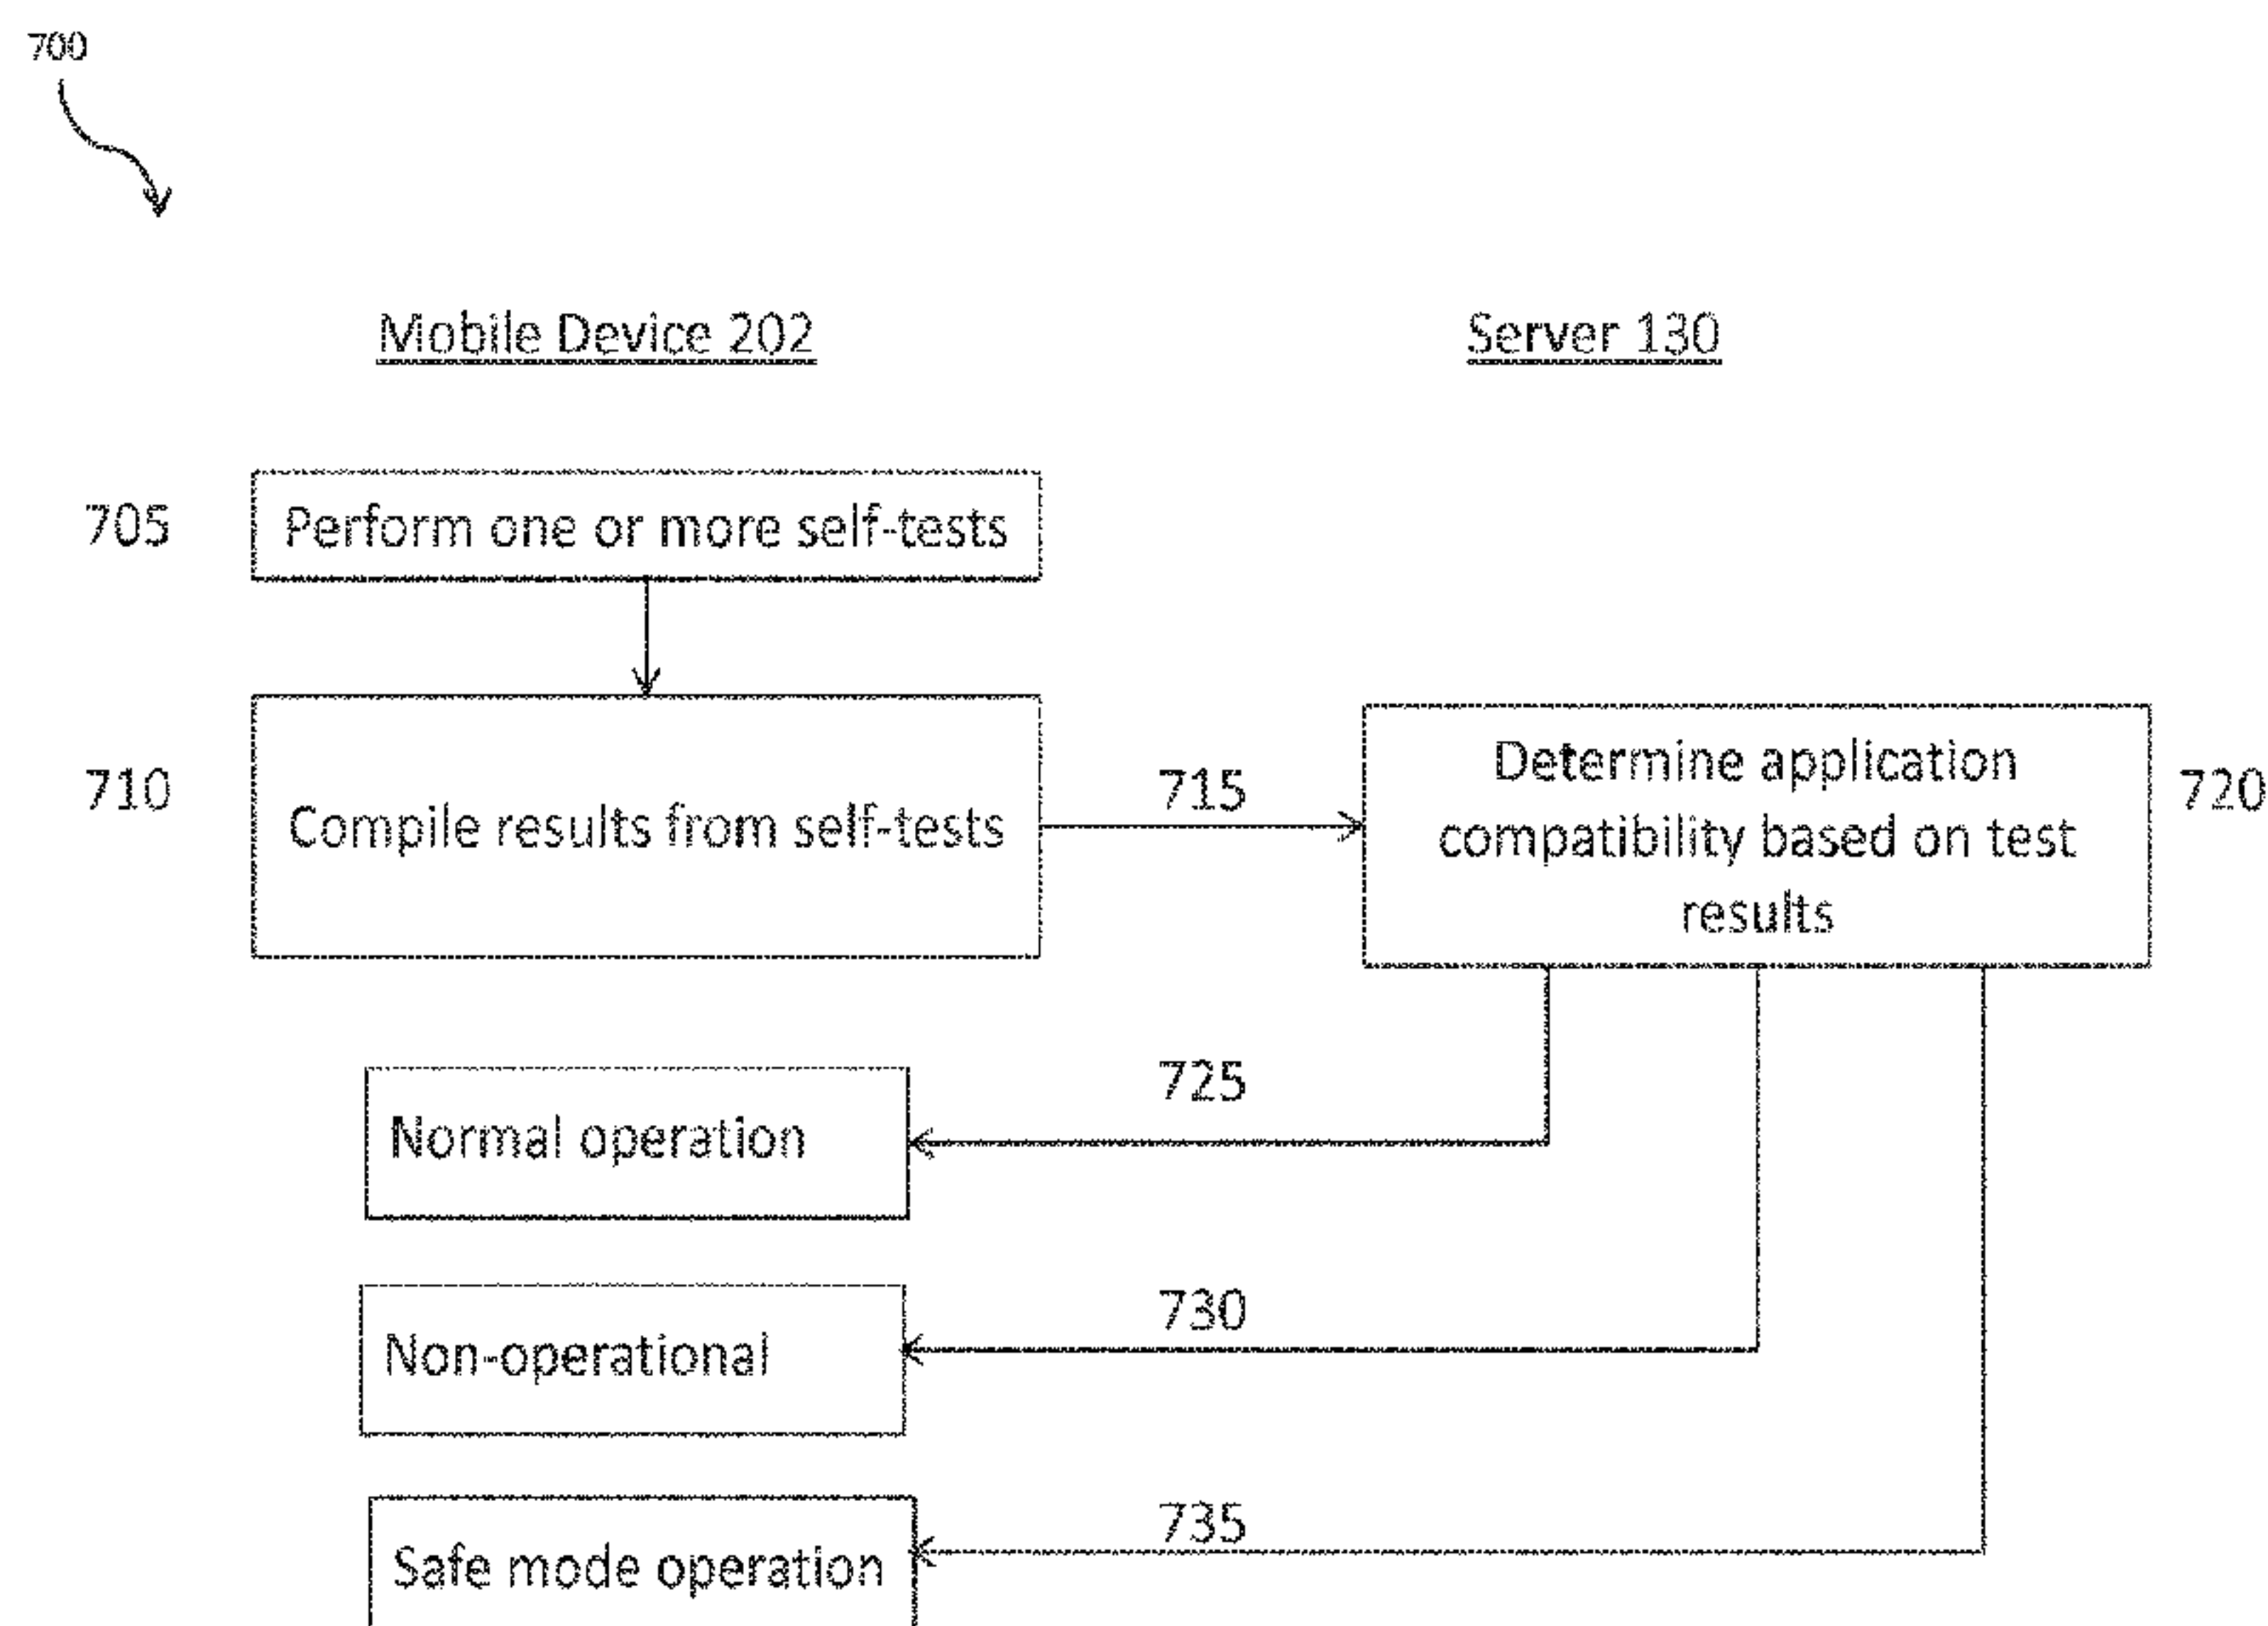 700
Mobile Device 202
Server 130
705
Perform one or more self-tests
710
Compile results from self-tests
715
Determine application
compatibility based on test
results
720
725
Normal operation
730
Non-operational
735
Safe mode operation